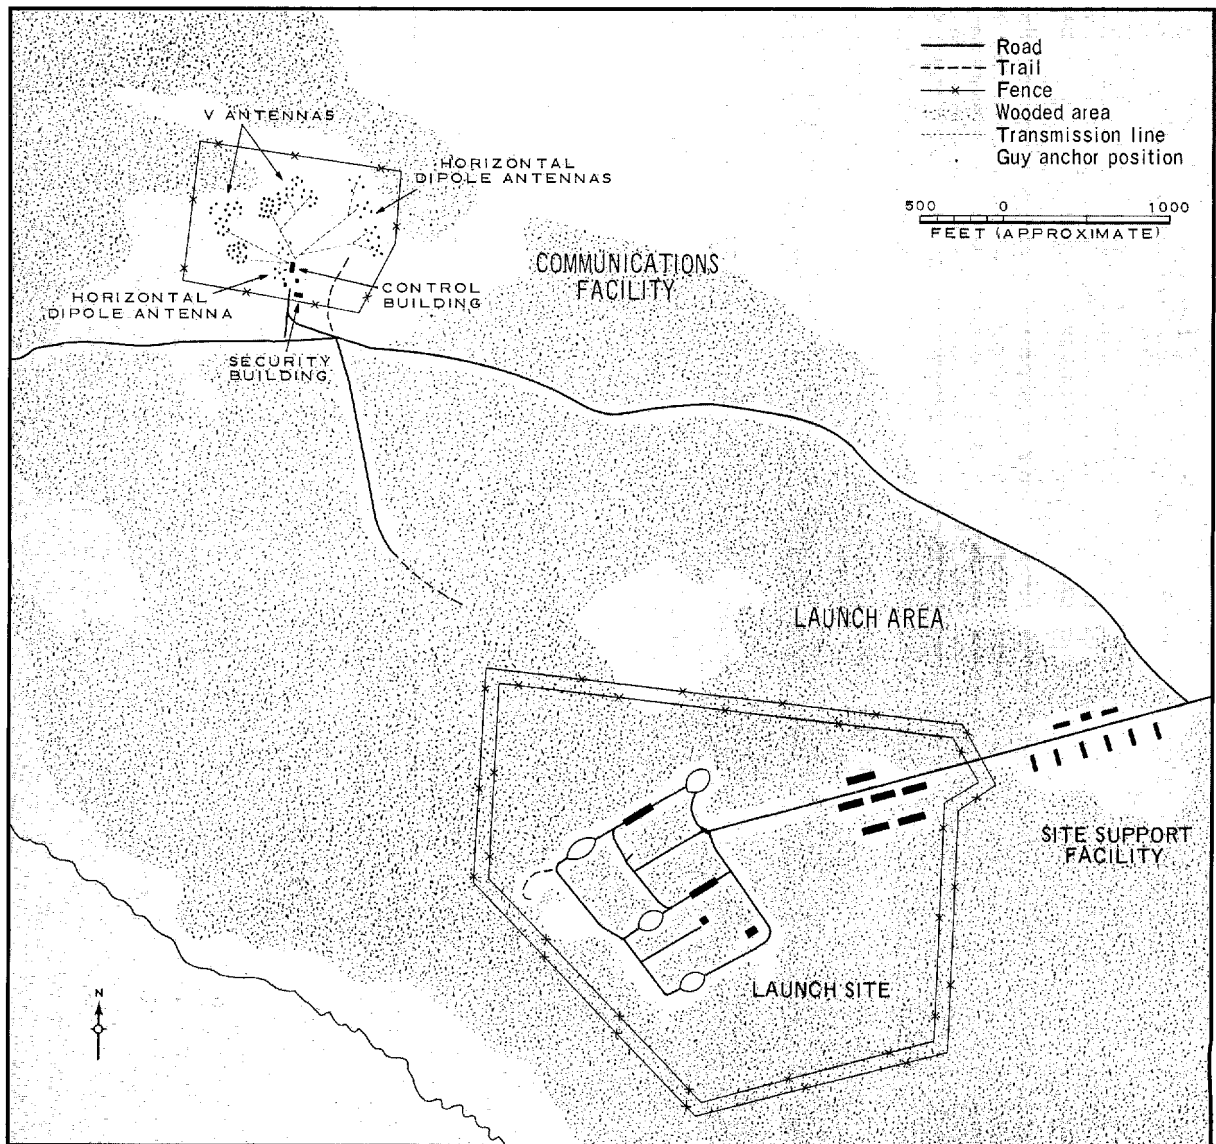 Road
Trail
Fence
Wooded area
Transmission line
Guy anchor position
500 0 1000
FEET (APPROXIMATE)
V ANTENNAS
HORIZONTAL
DIPOLE ANTENNAS
COMMUNICATIONS
FACILITY
CONTROL
BUILDING
HORIZONTAL
DIPOLE ANTENNA
SECURITY
BUILDING
LAUNCH AREA
SITE SUPPORT
FACILITY
LAUNCH SITE
N